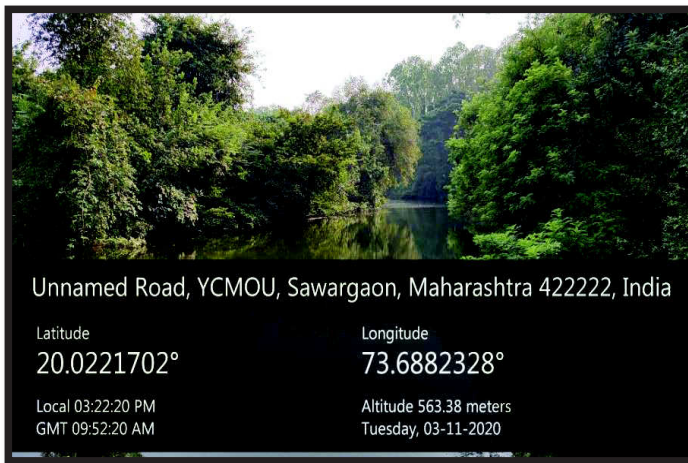 Unnamed Road, YCMOU, Sawargaon, Maharashtra 422222, India
Latitude
20.0221702°
Longitude
73.6882328°
Local 03:22:20 PM
GMT 09:52:20 AM
Altitude 563.38 meters
Tuesday, 03-11-2020